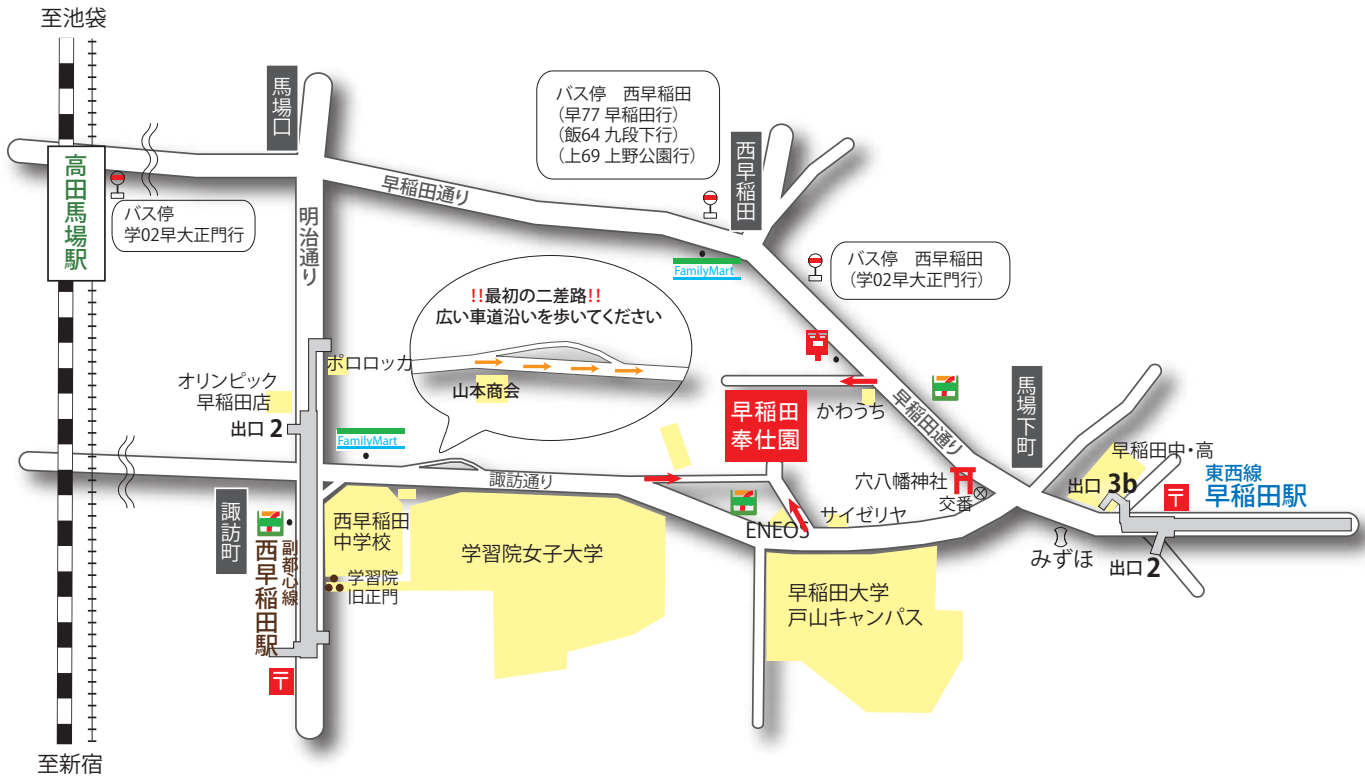 至池袋
馬場口
バス停　西早稲田
(早77 早稲田行)
(飯64 九段下行)
(上69 上野公園行)
西早稲田
高田馬場駅
バス停
学02早大正門行
早稲田通り
明治通り
バス停　西早稲田
(学02早大正門行)
FamilyMart
!!最初の二差路!!
広い車道沿いを歩いてください
山本商会
ポロロッカ
オリンピック
早稲田店
出口 2
FamilyMart
早稲田
奉仕園
かわうち
早稲田通り
馬場下町
早稲田中・高
出口 3b
〒
東西線
早稲田駅
穴八幡神社
交番
諏訪通り
諏訪町
西早稲田
中学校
学習院女子大学
ENEOS
サイゼリヤ
みずほ
出口 2
副都心線
西早稲田駅
学習院
旧正門
早稲田大学
戸山キャンパス
〒
至新宿